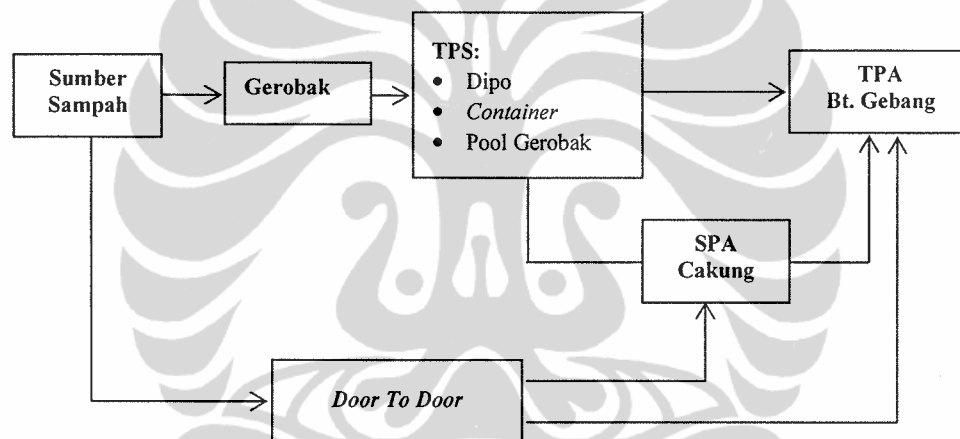 Sumber
Sampah
Gerobak
TPS:
• Dipo
• Container
• Pool Gerobak
TPA
Bt. Gebang
SPA
Cakung
Door To Door